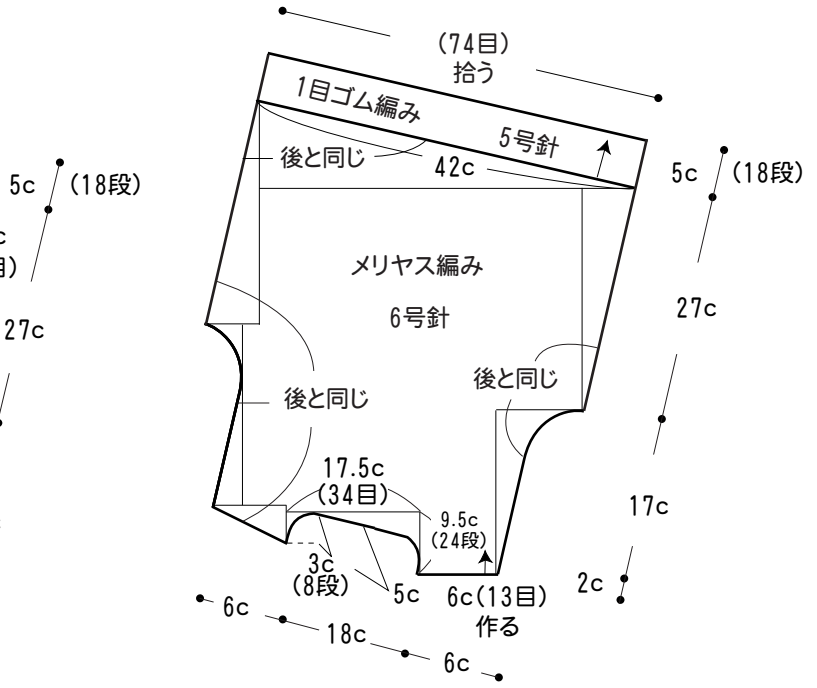 (74目)
拾う
1目ゴム編み
5号針
後と同じ
42c
5c (18段)
5c (18段)
c
目)
メリヤス編み
6号針
27c
27c
後と同じ
後と同じ
17.5c
(34目)
9.5c
(24段)
17c
3c
(8段)
5c
6c(13目)
作る
2c
6c
18c
6c